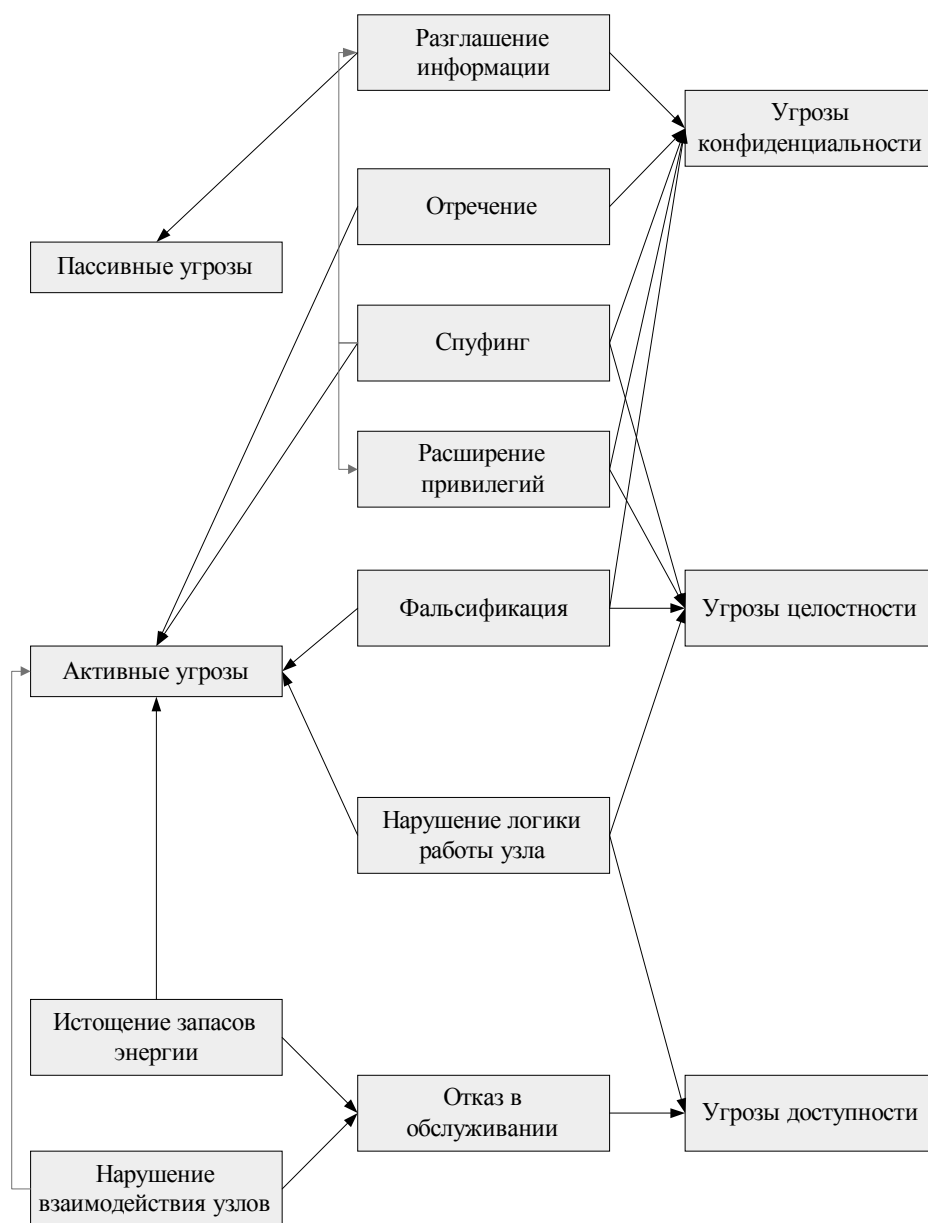 Разглашение
информации
Угрозы
конфиденциальности
Отречение
Пассивные угрозы
Спуфинг
Расширение
привилегий
Фальсификация
Угрозы целостности
Активные угрозы
Нарушение логики
работы узла
Истощение запасов
энергии
Отказ в
обслуживании
Угрозы доступности
Нарушение
взаимодействия узлов